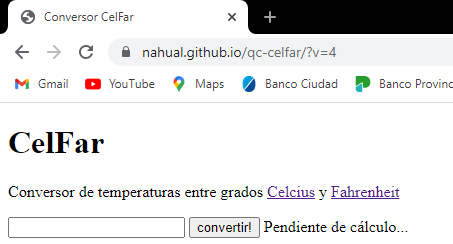 Conversor CelFar
nahual.github.io/qc-celfar/?v=4
Gmail YouTube Maps Banco Ciudad Banco Provinc
CelFar
Conversor de temperaturas entre grados Celcius y Fahrenheit
convertir! Pendiente de cálculo...